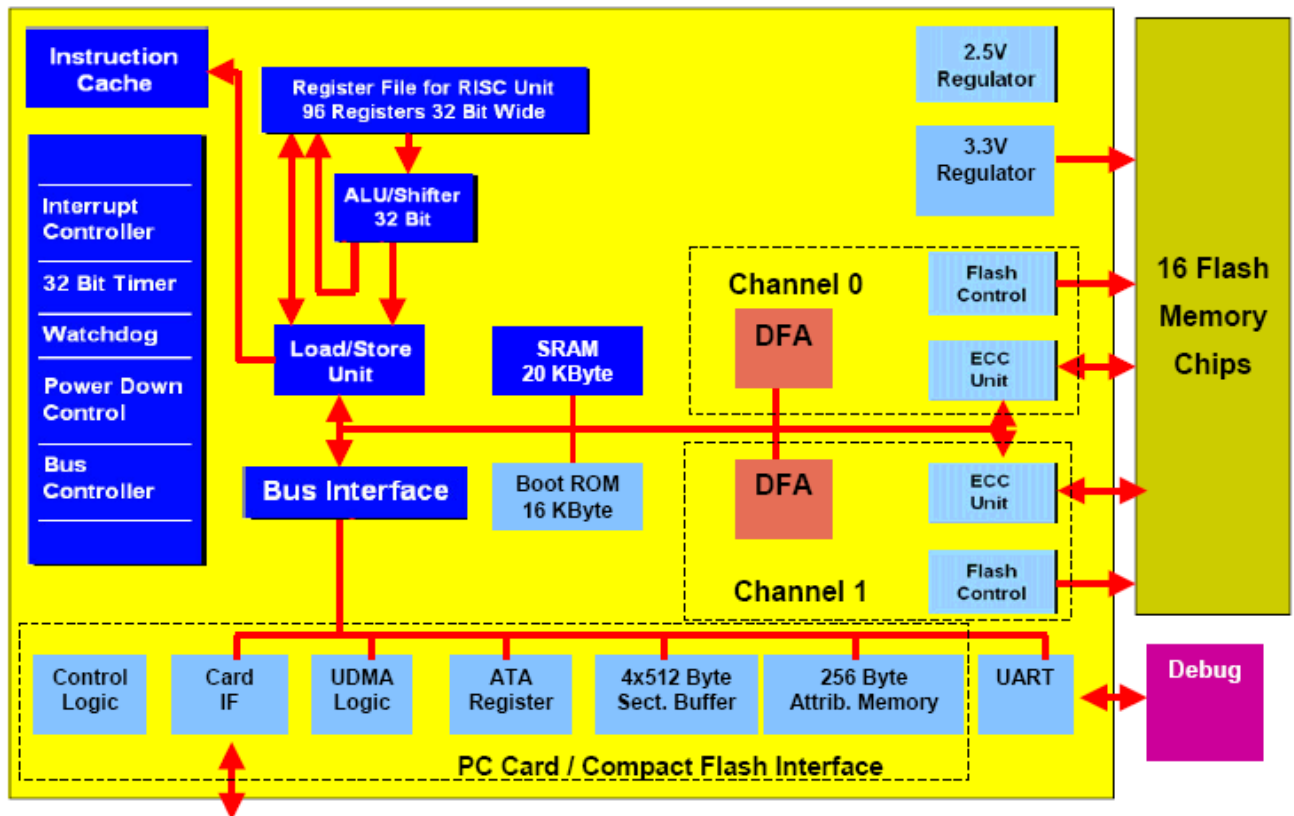 Instruction
Cache
Register File for RISC Unit
96 Registers 32 Bit Wide
2.5V
Regulator
3.3V
Regulator
ALU/Shifter
32 Bit
Interrupt
Controller
32 Bit Timer
Watchdog
Power Down
Control
Bus
Controller
Load/Store
Unit
SRAM
20 KByte
Channel 0
DFA
Flash
Control
ECC
Unit
16 Flash
Memory
Chips
Bus Interface
Boot ROM
16 KByte
DFA
ECC
Unit
Channel 1
Flash
Control
Control
Logic
Card
IF
UDMA
Logic
ATA
Register
4x512 Byte
Sect. Buffer
256 Byte
Attrib. Memory
UART
Debug
PC Card / Compact Flash Interface